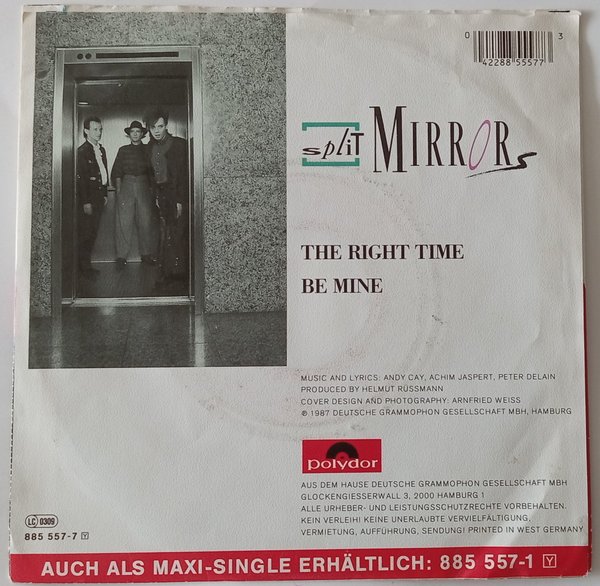 0 42288 55577 3
split MIRRORS
THE RIGHT TIME
BE MINE
MUSIC AND LYRICS: ANDY CAY, ACHIM JASPERT, PETER DELAIN
PRODUCED BY HELMUT RÜSSMANN
COVER DESIGN AND PHOTOGRAPHY: ARNFRIED WEISS
℗ 1987 DEUTSCHE GRAMMOPHON GESELLSCHAFT MBH, HAMBURG
polydor
AUS DEM HAUSE DEUTSCHE GRAMMOPHON GESELLSCHAFT MBH
GLOCKENGIESSERWALL 3, 2000 HAMBURG 1
ALLE URHEBER- UND LEISTUNGSSCHUTZRECHTE VORBEHALTEN.
KEIN VERLEIH! KEINE UNERLAUBTE VERVIELFÄLTIGUNG,
VERMIETUNG, AUFFÜHRUNG, SENDUNG! PRINTED IN WEST GERMANY
LC 0309
885 557-7 Y
AUCH ALS MAXI-SINGLE ERHÄLTLICH: 885 557-1 Y